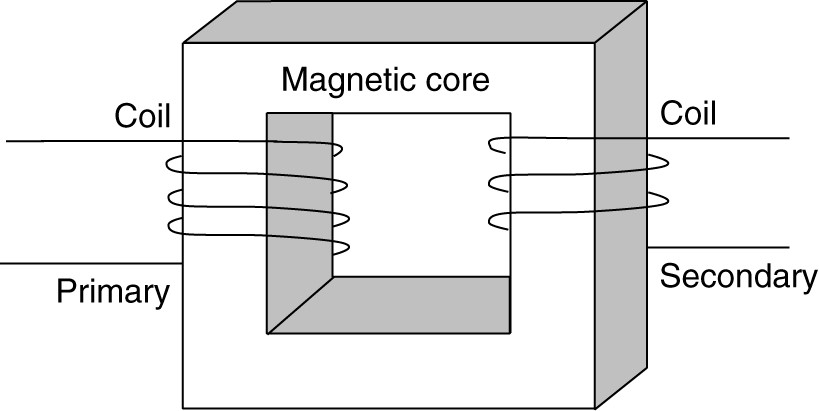 Magnetic core
Coil
Coil
Primary
Secondary